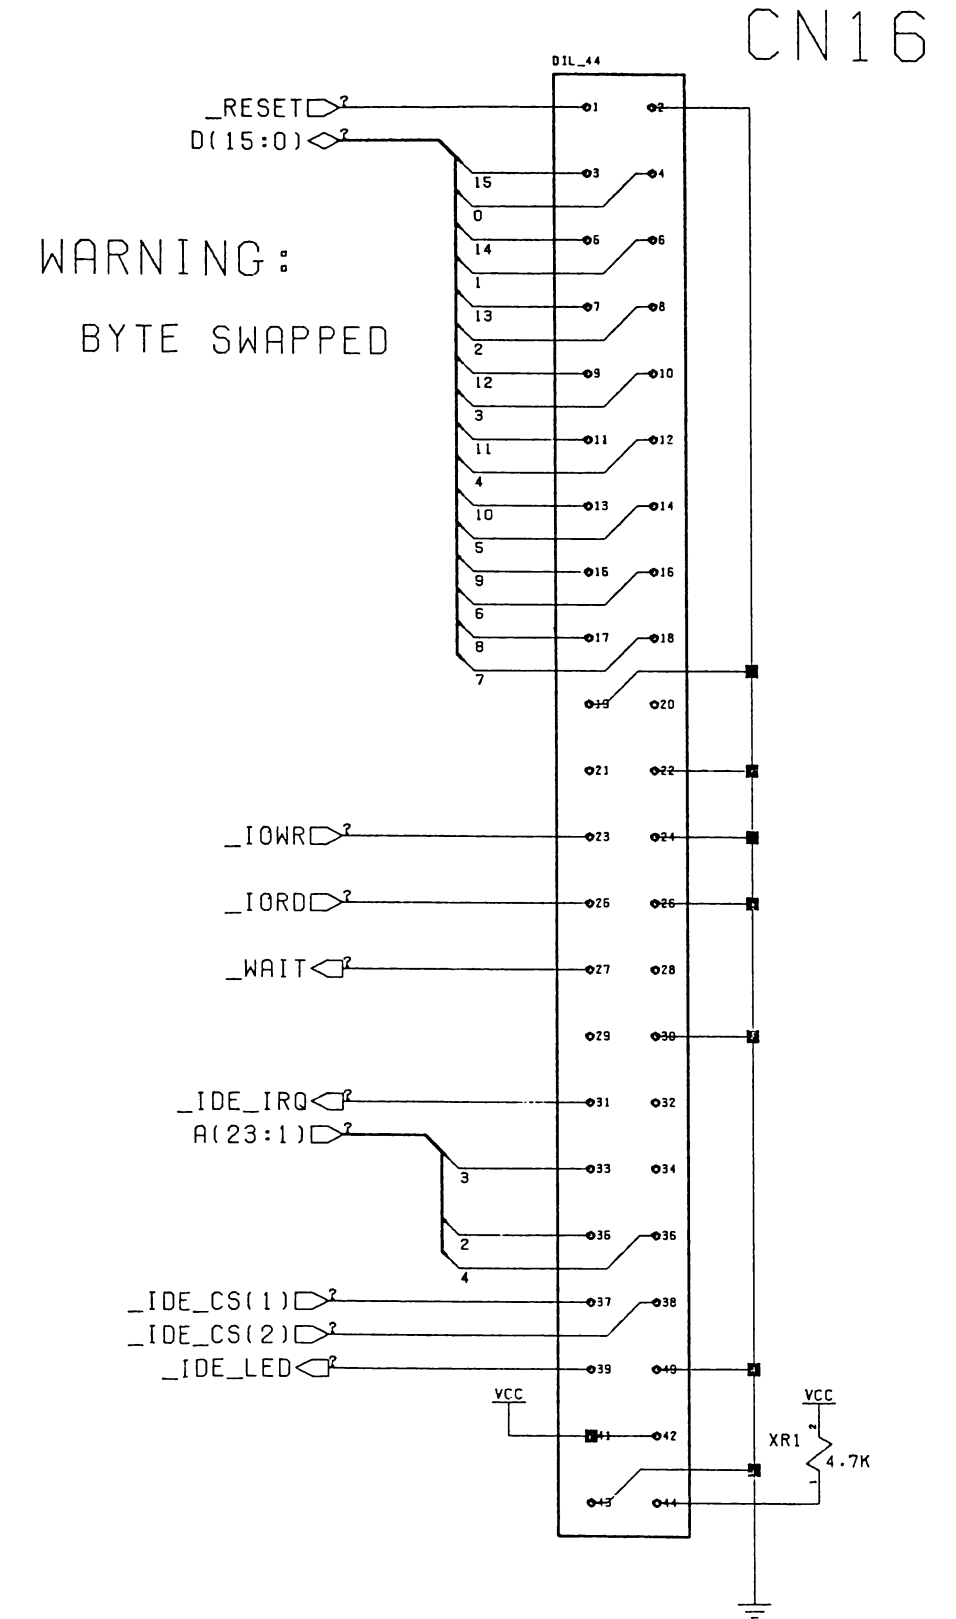 CN16
DIL_44
_RESET ? 1 2
D(15:0) ?
15 3 4
0
WARNING:
14 5 6
1
13 7 8
BYTE SWAPPED
2
12 9 10
3
11 11 12
4
10 13 14
5
9 15 16
6
8 17 18
7
19 20
21 22
_IOWR ? 23 24
_IORD ? 25 26
_WAIT ? 27 28
29 30
_IDE_IRQ ? 31 32
A(23:1) ?
3 33 34
2 35 36
4
_IDE_CS(1) ? 37 38
_IDE_CS(2) ?
_IDE_LED ? 39 40
VCC VCC
41 42 2
XR1 4.7K
1
43 44